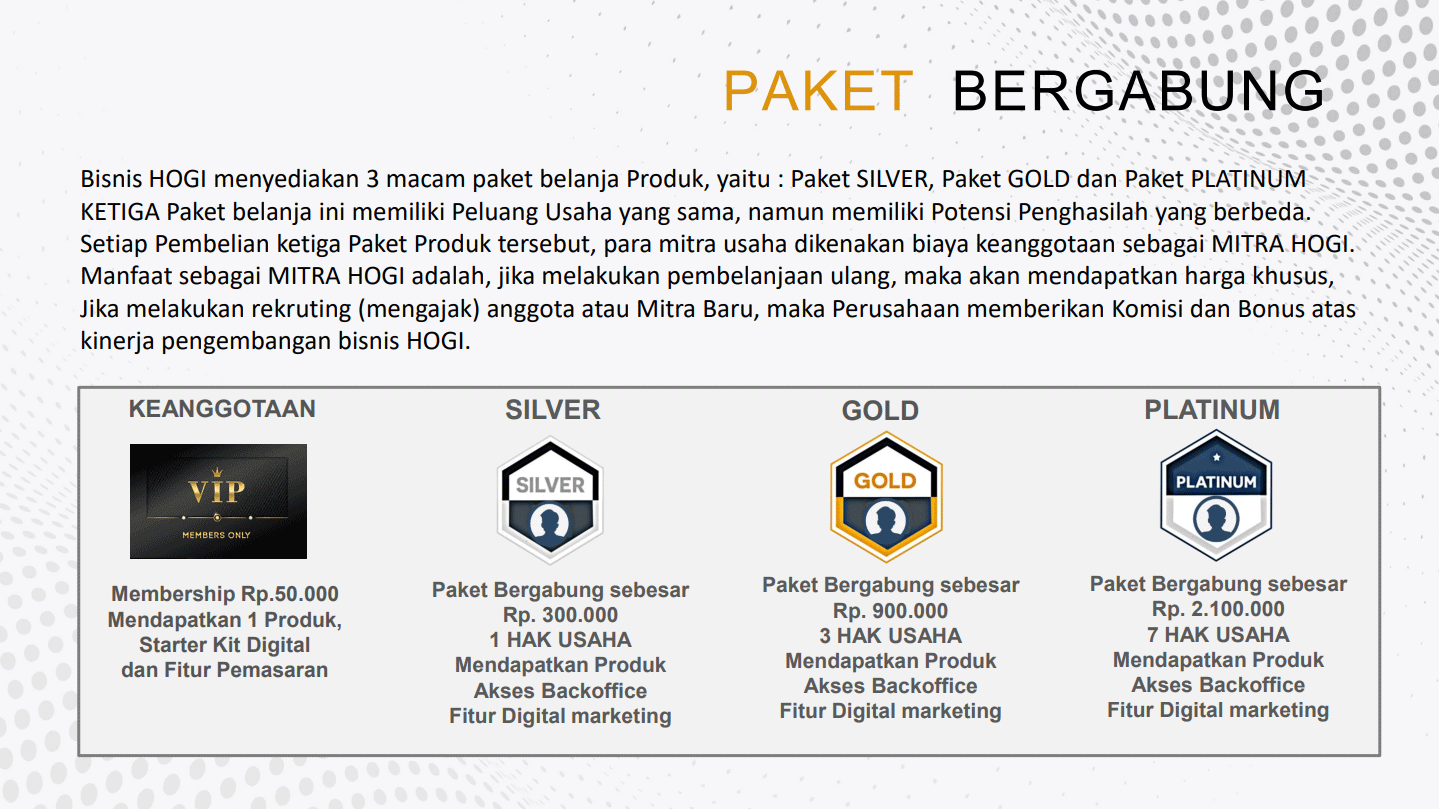 PAKET BERGABUNG
Bisnis HOGI menyediakan 3 macam paket belanja Produk, yaitu : Paket SILVER, Paket GOLD dan Paket PLATINUM
KETIGA Paket belanja ini memiliki Peluang Usaha yang sama, namun memiliki Potensi Penghasilah yang berbeda.
Setiap Pembelian ketiga Paket Produk tersebut, para mitra usaha dikenakan biaya keanggotaan sebagai MITRA HOGI.
Manfaat sebagai MITRA HOGI adalah, jika melakukan pembelanjaan ulang, maka akan mendapatkan harga khusus,
Jika melakukan rekruting (mengajak) anggota atau Mitra Baru, maka Perusahaan memberikan Komisi dan Bonus atas
kinerja pengembangan bisnis HOGI.
KEANGGOTAAN
VIP
MEMBERS ONLY
Membership Rp.50.000
Mendapatkan 1 Produk,
Starter Kit Digital
dan Fitur Pemasaran
SILVER
SILVER
Paket Bergabung sebesar
Rp. 300.000
1 HAK USAHA
Mendapatkan Produk
Akses Backoffice
Fitur Digital marketing
GOLD
GOLD
Paket Bergabung sebesar
Rp. 900.000
3 HAK USAHA
Mendapatkan Produk
Akses Backoffice
Fitur Digital marketing
PLATINUM
PLATINUM
Paket Bergabung sebesar
Rp. 2.100.000
7 HAK USAHA
Mendapatkan Produk
Akses Backoffice
Fitur Digital marketing